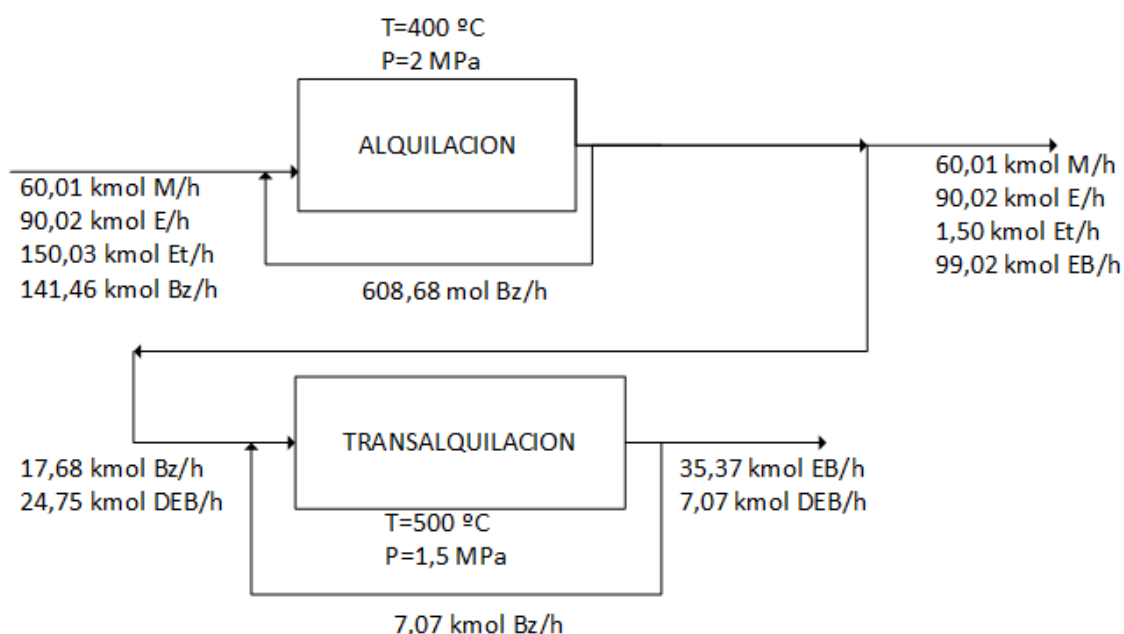 T=400 ºC
P=2 MPa
ALQUILACION
60,01 kmol M/h
90,02 kmol E/h
150,03 kmol Et/h
141,46 kmol Bz/h
608,68 mol Bz/h
60,01 kmol M/h
90,02 kmol E/h
1,50 kmol Et/h
99,02 kmol EB/h
TRANSALQUILACION
17,68 kmol Bz/h
24,75 kmol DEB/h
35,37 kmol EB/h
7,07 kmol DEB/h
T=500 ºC
P=1,5 MPa
7,07 kmol Bz/h